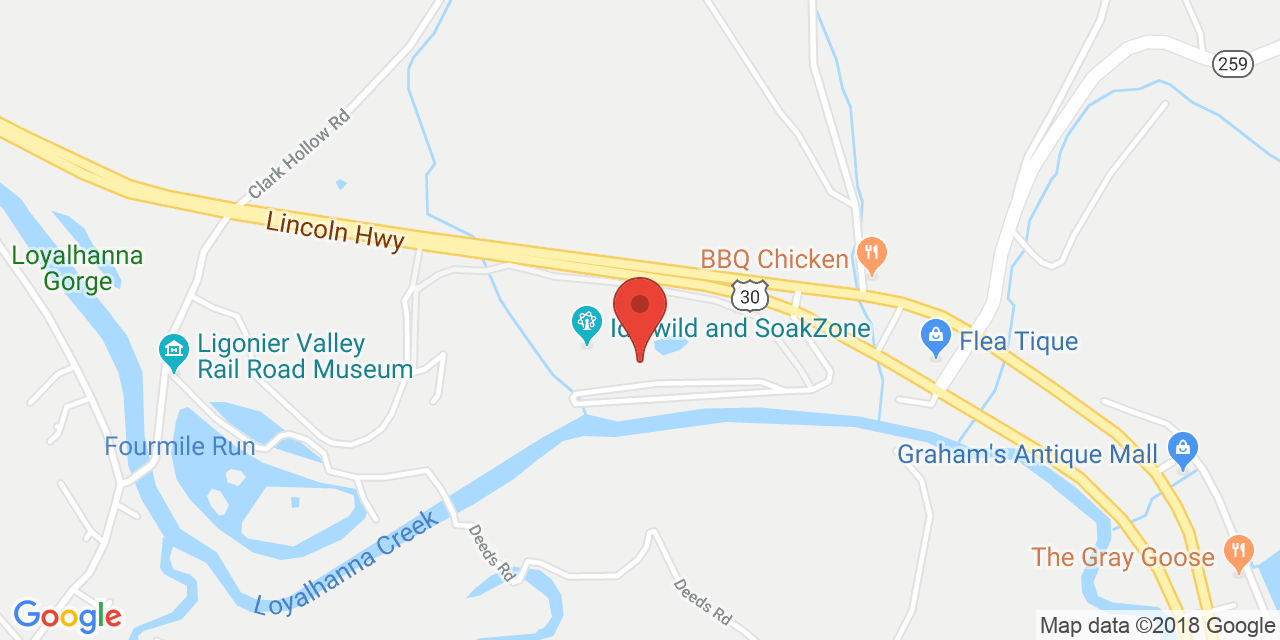 259
Clark Hollow Rd
Lincoln Hwy
Loyalhanna
Gorge
BBQ Chicken
30
wild and SoakZone
Flea Tique
Ligonier Valley
Rail Road Museum
Fourmile Run
Graham's Antique Mall
Loyalhanna Creek
Deeds Rd
Deeds Rd
The Gray Goose
Google
Map data ©2018 Google